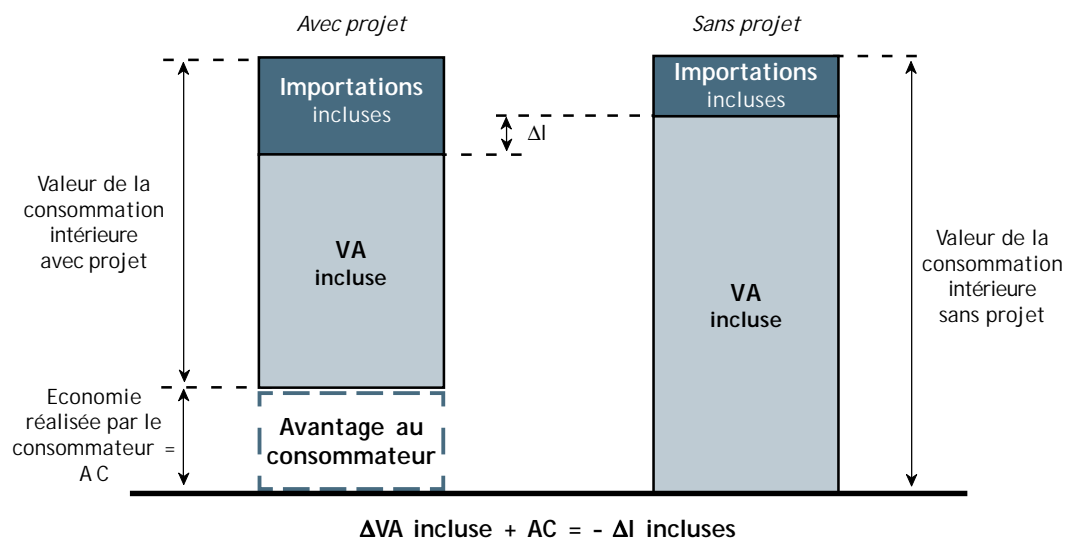 Avec projet
Sans projet
Importations
incluses
Importations
incluses
ΔI
Valeur de la
consommation
intérieure
avec projet
VA
incluse
VA
incluse
Valeur de la
consommation
intérieure
sans projet
Economie
réalisée par le
consommateur =
AC
Avantage au
consommateur
ΔVA incluse + AC = - ΔI incluses